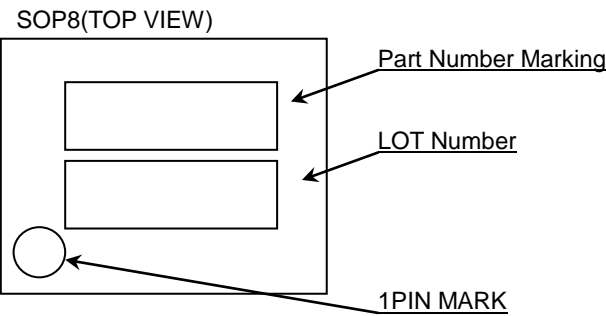 SOP8(TOP VIEW)
Part Number Marking
LOT Number
1PIN MARK